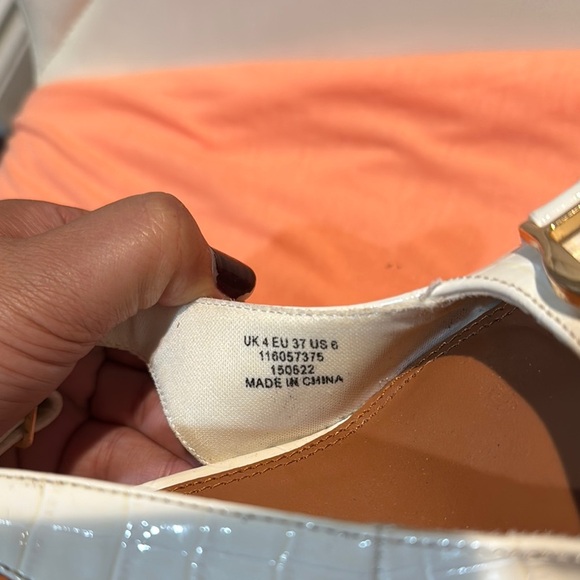 UK 4 EU 37 US 6
116057375
150622
MADE IN CHINA